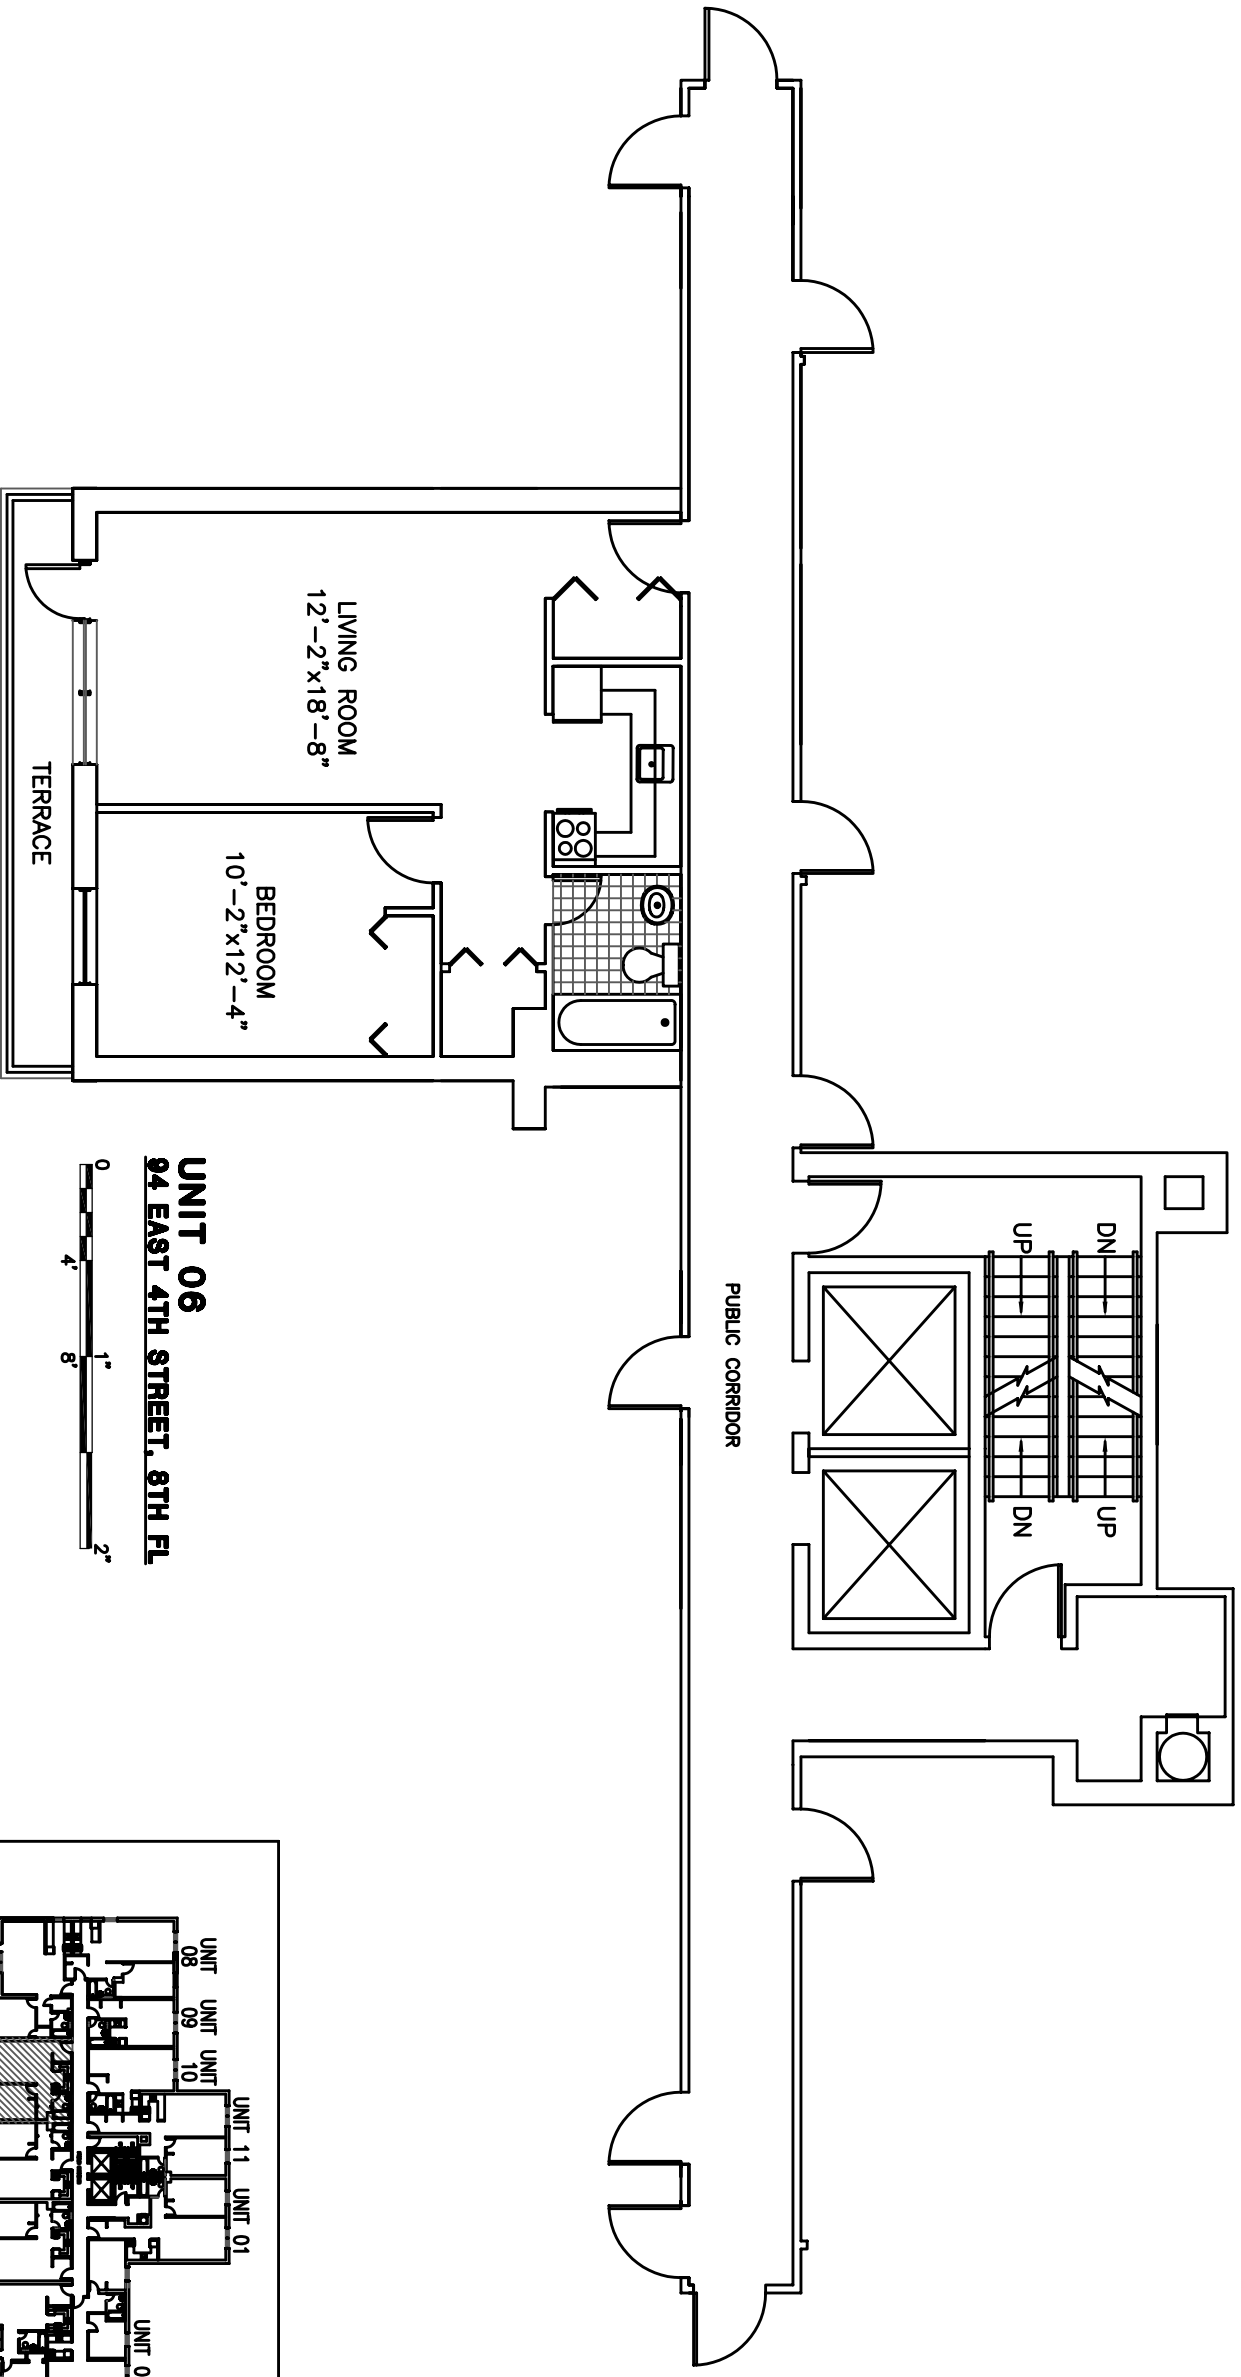 DN
UP
UP
DN
PUBLIC CORRIDOR
LIVING ROOM
12'-2"x18'-8"
BEDROOM
10'-2"x12'-4"
TERRACE
UNIT 06
94 EAST 4TH STREET, 8TH FL
0 1" 2"
4' 8'
UNIT 11
UNIT 01
UNIT 08
UNIT 09
UNIT 10
UNIT 0